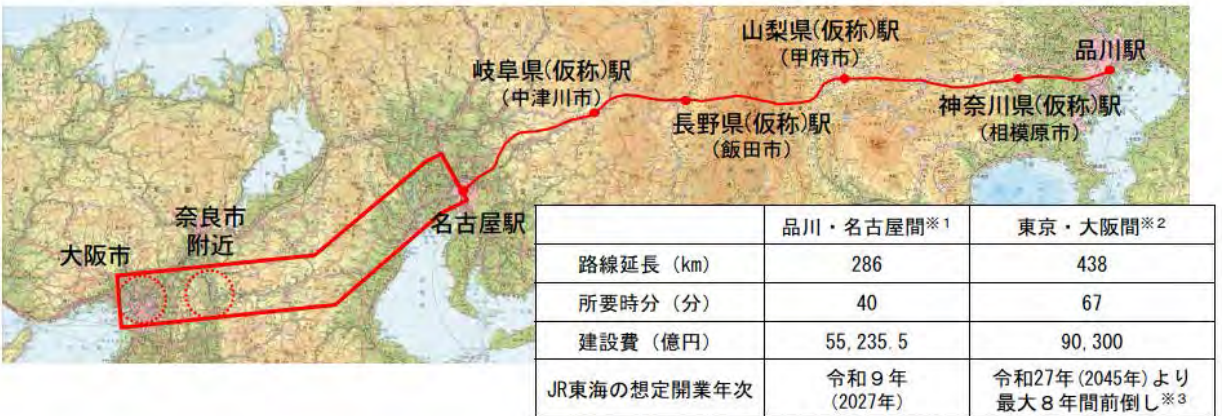 山梨県(仮称)駅
(甲府市)
品川駅
岐阜県(仮称)駅
(中津川市)
神奈川県(仮称)駅
(相模原市)
長野県(仮称)駅
(飯田市)
奈良市
附近
名古屋駅
大阪市
品川・名古屋間※1
東京・大阪間※2
路線延長（km）
286
438
所要時分（分）
40
67
建設費（億円）
55,235.5
90,300
JR東海の想定開業年次
令和９年
(2027年)
令和27年(2045年)より
最大８年間前倒し※3